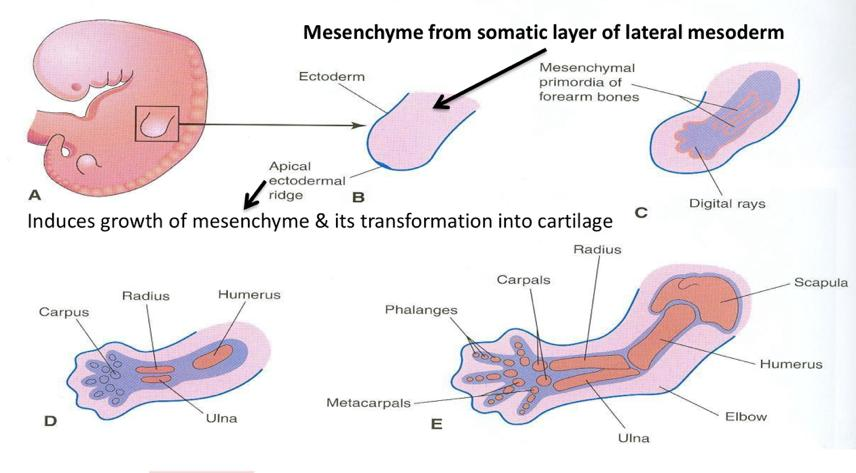 Mesenchyme from somatic layer of lateral mesoderm
Ectoderm
Mesenchymal
primordia of
forearm bones
Apical
ectodermal
ridge
A
B
Digital rays
C
Induces growth of mesenchyme & its transformation into cartilage
Radius
Carpals
Scapula
Carpus
Radius
Humerus
Phalanges
Humerus
Metacarpals
Ulna
Elbow
D
E
Ulna